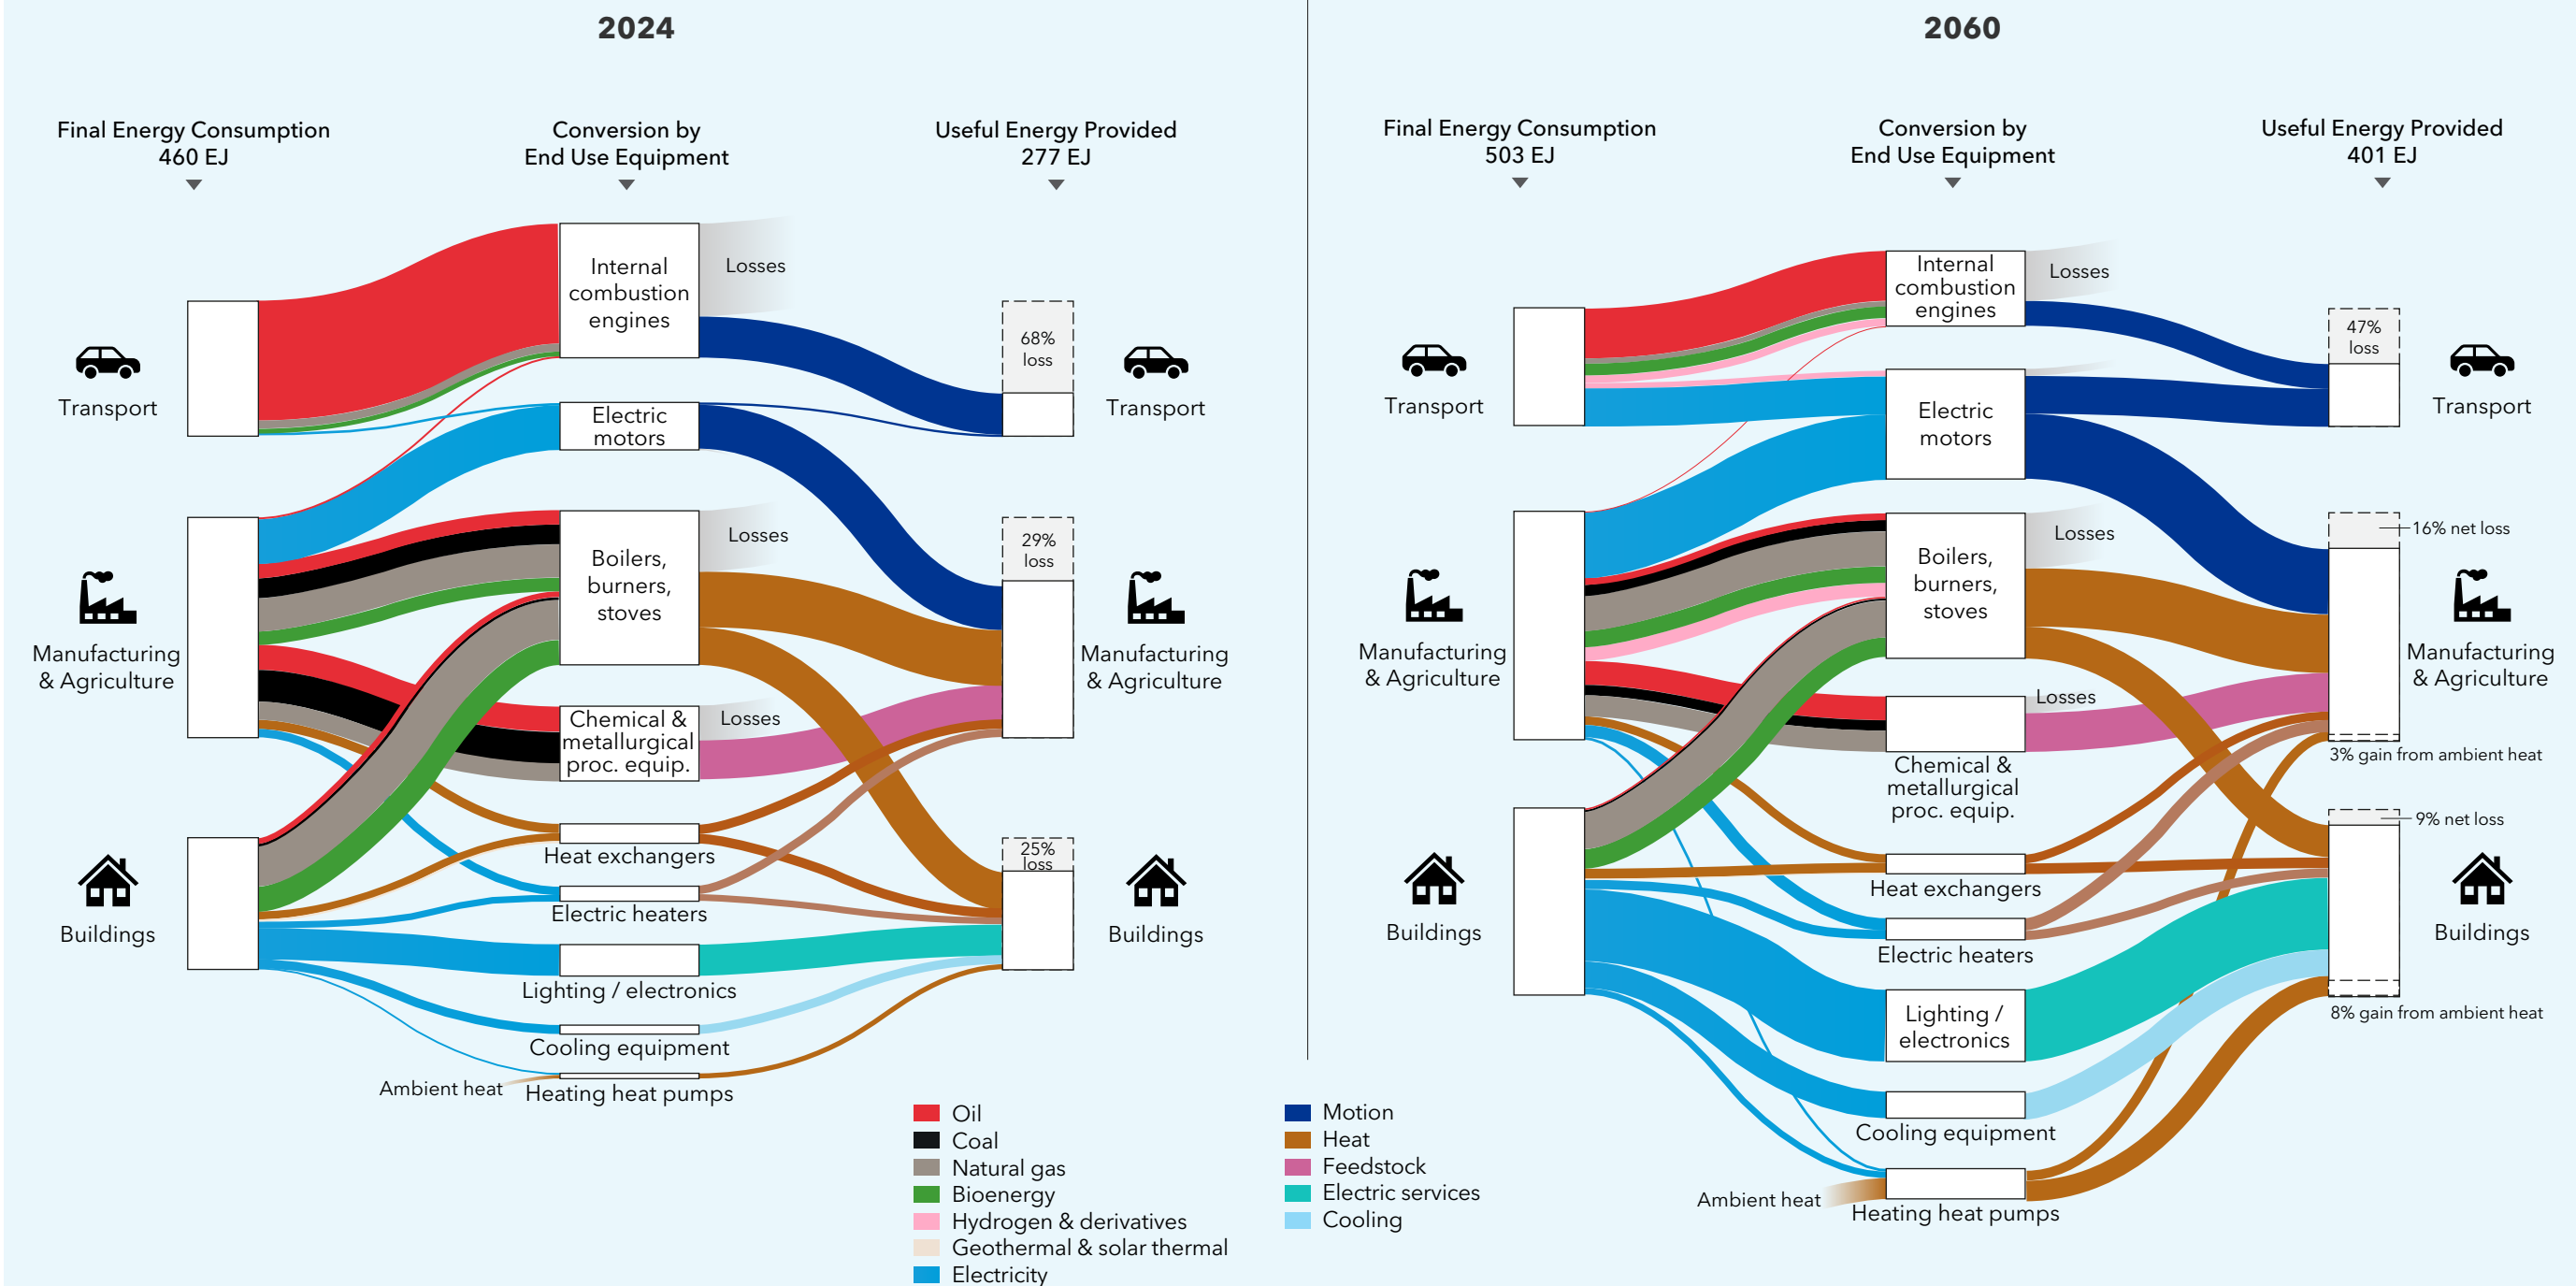 2024
Final Energy Consumption
460 EJ
Conversion by
End Use Equipment
Useful Energy Provided
277 EJ
Internal
combustion
engines
Losses
68%
loss
Transport
Transport
Electric
motors
Boilers,
burners,
stoves
Losses
29%
loss
Manufacturing
& Agriculture
Manufacturing
& Agriculture
Chemical &
metallurgical
proc. equip.
Losses
Heat exchangers
25%
loss
Electric heaters
Buildings
Buildings
Lighting / electronics
Cooling equipment
Ambient heat
Heating heat pumps
2060
Final Energy Consumption
503 EJ
Conversion by
End Use Equipment
Useful Energy Provided
401 EJ
Internal
combustion
engines
Losses
47%
loss
Transport
Transport
Electric
motors
Boilers,
burners,
stoves
Losses
16% net loss
Manufacturing
& Agriculture
Manufacturing
& Agriculture
Losses
Chemical &
metallurgical
proc. equip.
3% gain from ambient heat
9% net loss
Heat exchangers
Electric heaters
Buildings
Buildings
Lighting /
electronics
8% gain from ambient heat
Cooling equipment
Ambient heat
Heating heat pumps
Oil
Coal
Natural gas
Bioenergy
Hydrogen & derivatives
Geothermal & solar thermal
Electricity
Motion
Heat
Feedstock
Electric services
Cooling